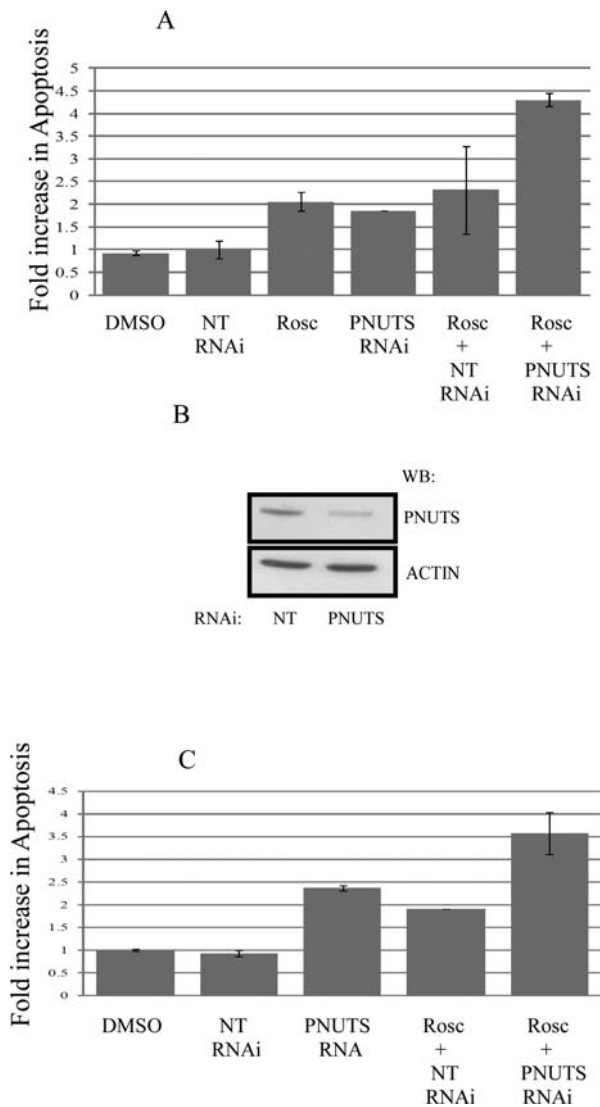 A
Fold increase in Apoptosis
5
4.5
4
3.5
3
2.5
2
1.5
1
0.5
0
DMSO
NT
RNAi
Rosc
PNUTS
RNAi
Rosc
+
NT
RNAi
Rosc
+
PNUTS
RNAi
B
WB:
PNUTS
ACTIN
RNAi: NT PNUTS
C
Fold increase in Apoptosis
4.5
4
3.5
3
2.5
2
1.5
1
0.5
0
DMSO
NT
RNAi
PNUTS
RNA
Rosc
+
NT
RNAi
Rosc
+
PNUTS
RNAi